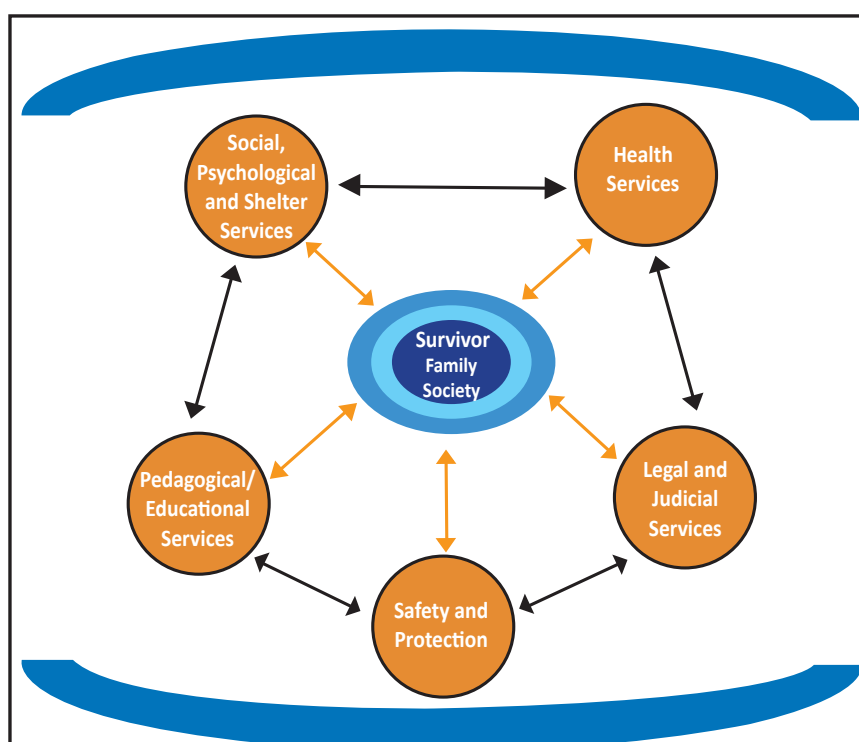 Social,
Psychological
and Shelter
Services
Health
Services
Survivor
Family
Society
Pedagogical/
Educational
Services
Legal and
Judicial
Services
Safety and
Protection